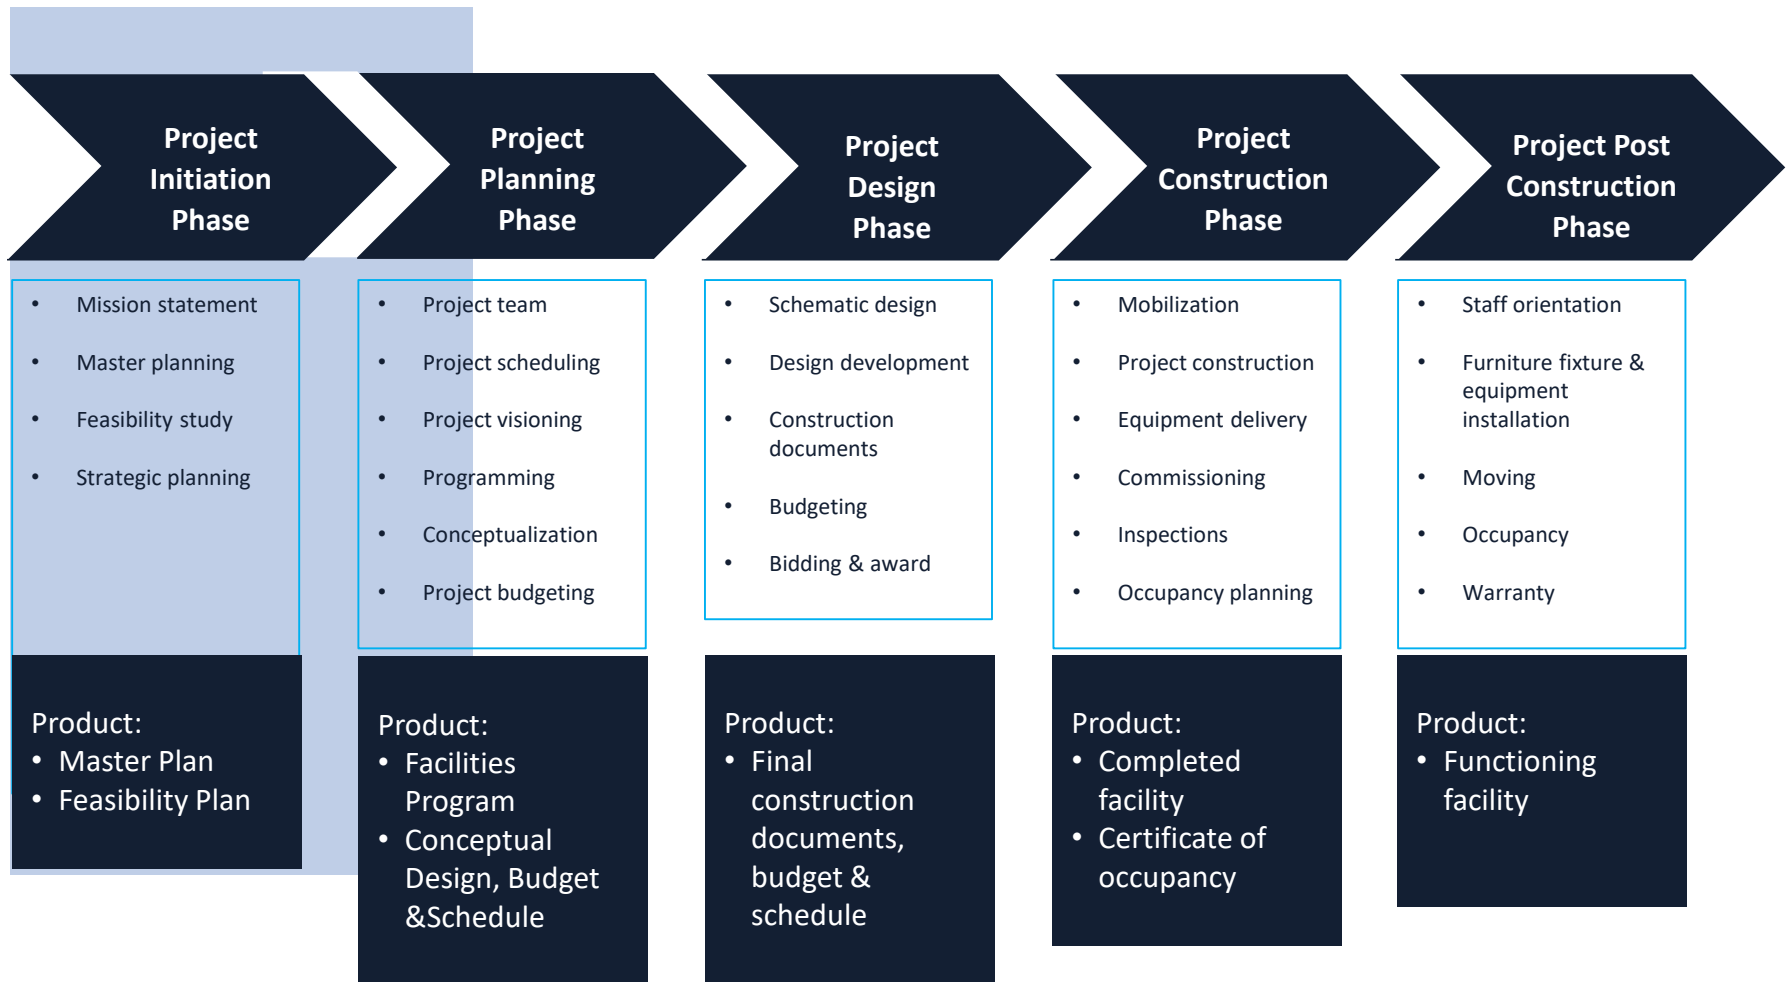 Project
Initiation
Phase
Project
Planning
Phase
Project
Design
Phase
Project
Construction
Phase
Project Post
Construction
Phase
• Mission statement
• Master planning
• Feasibility study
• Strategic planning
• Project team
• Project scheduling
• Project visioning
• Programming
• Conceptualization
• Project budgeting
• Schematic design
• Design development
• Construction
documents
• Budgeting
• Bidding & award
• Mobilization
• Project construction
• Equipment delivery
• Commissioning
• Inspections
• Occupancy planning
• Staff orientation
• Furniture fixture &
equipment
installation
• Moving
• Occupancy
• Warranty
Product:
• Master Plan
• Feasibility Plan
Product:
• Facilities
Program
• Conceptual
Design, Budget
&Schedule
Product:
• Final
construction
documents,
budget &
schedule
Product:
• Completed
facility
• Certificate of
occupancy
Product:
• Functioning
facility